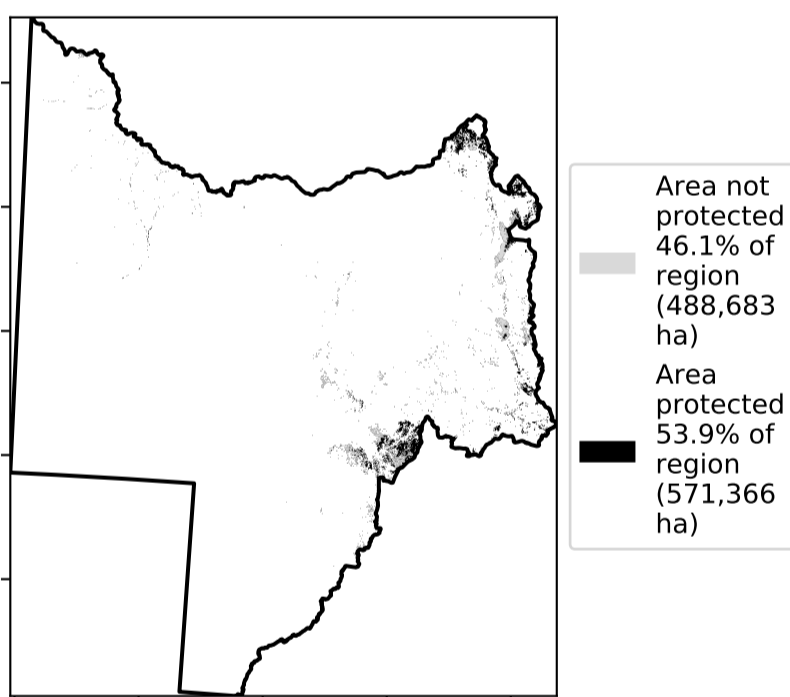 Area not
protected
46.1% of
region
(488,683
ha)
Area
protected
53.9% of
region
(571,366
ha)